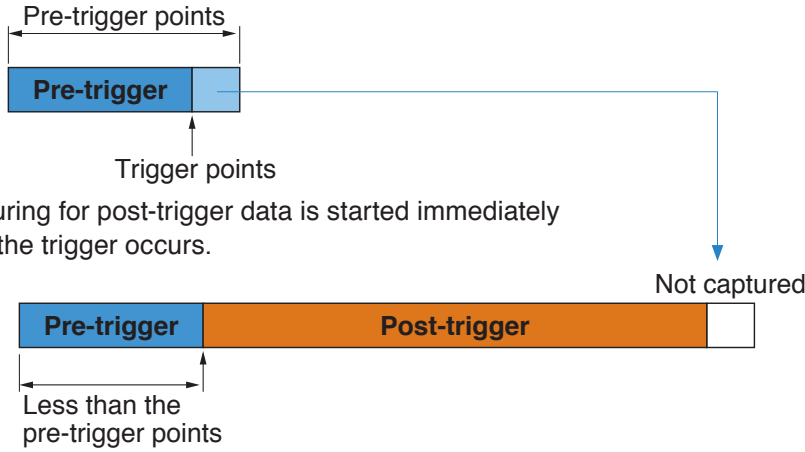 Pre-trigger points
Pre-trigger
Trigger points
uring for post-trigger data is started immediately
the trigger occurs.
Not captured
Pre-trigger Post-trigger
Less than the
pre-trigger points